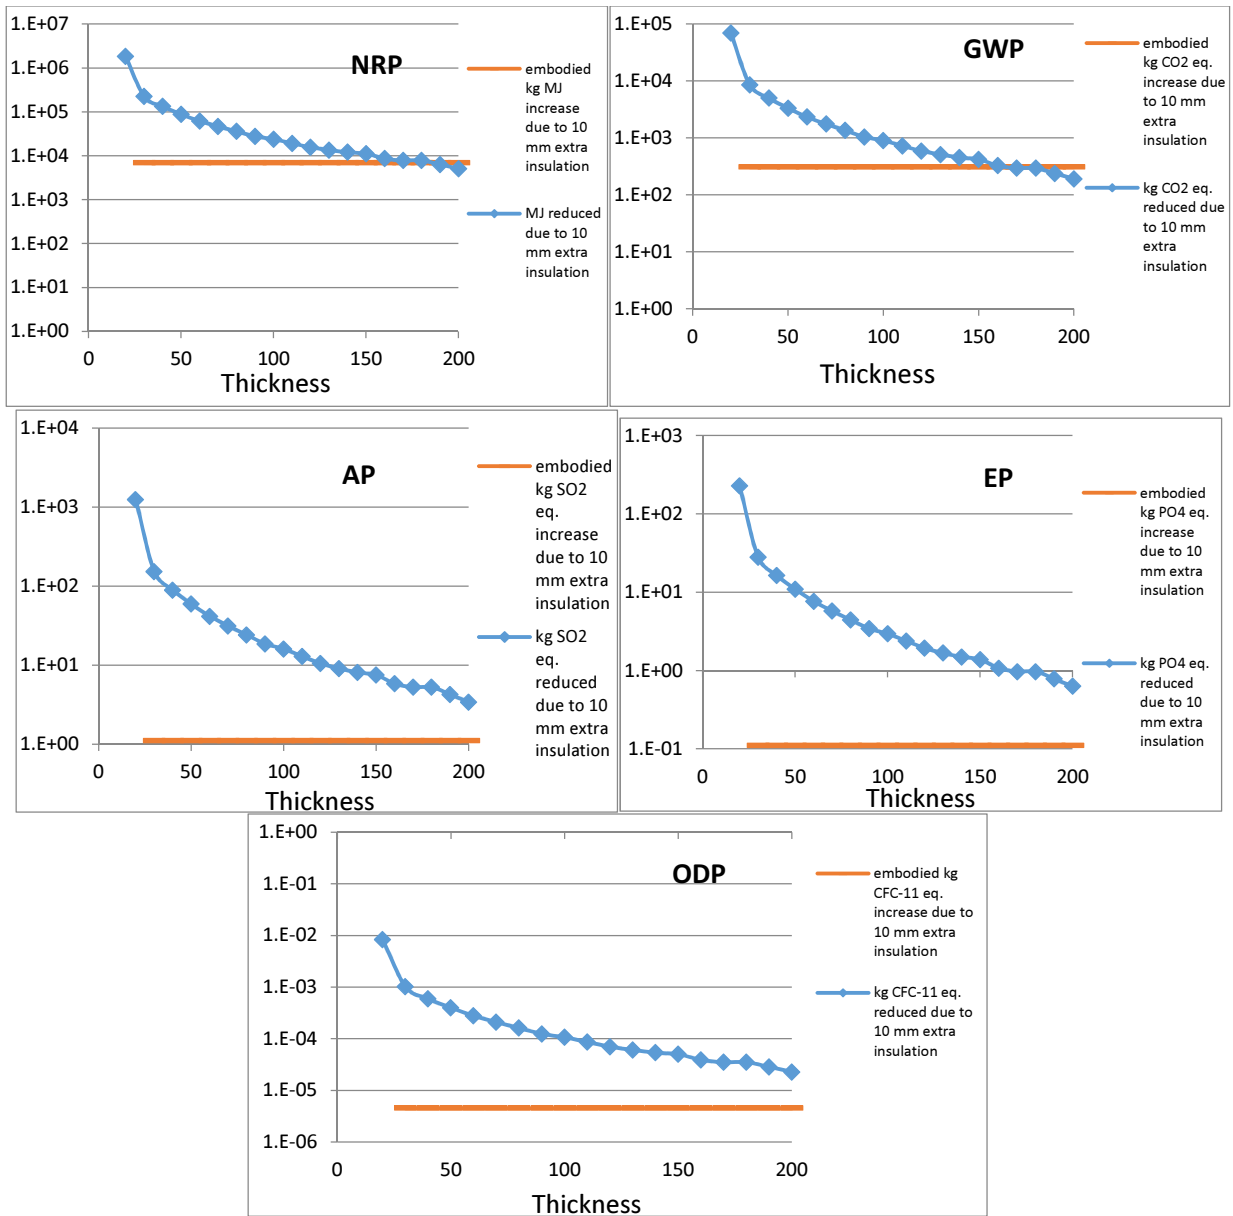 NRP
1.E+07
1.E+06
1.E+05
1.E+04
1.E+03
1.E+02
1.E+01
1.E+00
0 50 100 150 200
Thickness
embodied
kg MJ
increase
due to 10
mm extra
insulation
MJ reduced
due to 10
mm extra
insulation
GWP
1.E+05
1.E+04
1.E+03
1.E+02
1.E+01
1.E+00
0 50 100 150 200
Thickness
embodied
kg CO2 eq.
increase due
to 10 mm
extra
insulation
kg CO2 eq.
reduced due
to 10 mm
extra
insulation
AP
1.E+04
1.E+03
1.E+02
1.E+01
1.E+00
0 50 100 150 200
Thickness
embodied
kg SO2
eq.
increase
due to 10
mm extra
insulation
kg SO2
eq.
reduced
due to 10
mm extra
insulation
EP
1.E+03
1.E+02
1.E+01
1.E+00
1.E-01
0 50 100 150 200
Thickness
embodied
kg PO4 eq.
increase
due to 10
mm extra
insulation
kg PO4 eq.
reduced
due to 10
mm extra
insulation
ODP
1.E+00
1.E-01
1.E-02
1.E-03
1.E-04
1.E-05
1.E-06
0 50 100 150 200
Thickness
embodied kg
CFC-11 eq.
increase due to
10 mm extra
insulation
kg CFC-11 eq.
reduced due to
10 mm extra
insulation